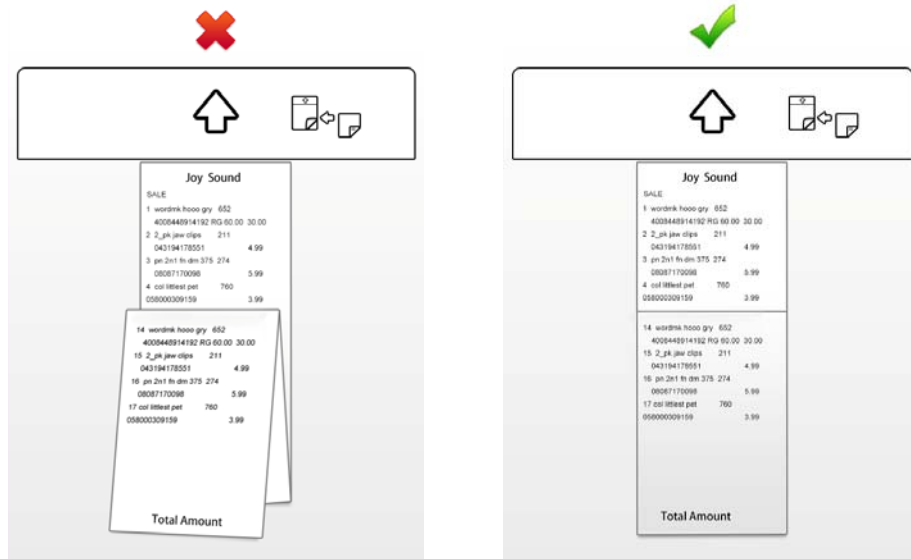 Joy Sound
SALE
1 wordmk hooo gry 652
4008448914192 RG 60.00 30.00
2 2_pk jaw clips 211
043194178551 4.99
3 pn 2n1 fn dm 375 274
08087170098 5.99
4 col littlest pet 760
058000309159 3.99
14 wordmk hooo gry 652
4008448914192 RG 60.00 30.00
15 2_pk jaw clips 211
043194178551 4.99
16 pn 2n1 fn dm 375 274
08087170098 5.99
17 col littlest pet 760
058000309159 3.99
Total Amount
Joy Sound
SALE
1 wordmk hooo gry 652
4008448914192 RG 60.00 30.00
2 2_pk jaw clips 211
043194178551 4.99
3 pn 2n1 fn dm 375 274
08087170098 5.99
4 col littlest pet 760
058000309159 3.99
14 wordmk hooo gry 652
4008448914192 RG 60.00 30.00
15 2_pk jaw clips 211
043194178551 4.99
16 pn 2n1 fn dm 375 274
08087170098 5.99
17 col littlest pet 760
058000309159 3.99
Total Amount